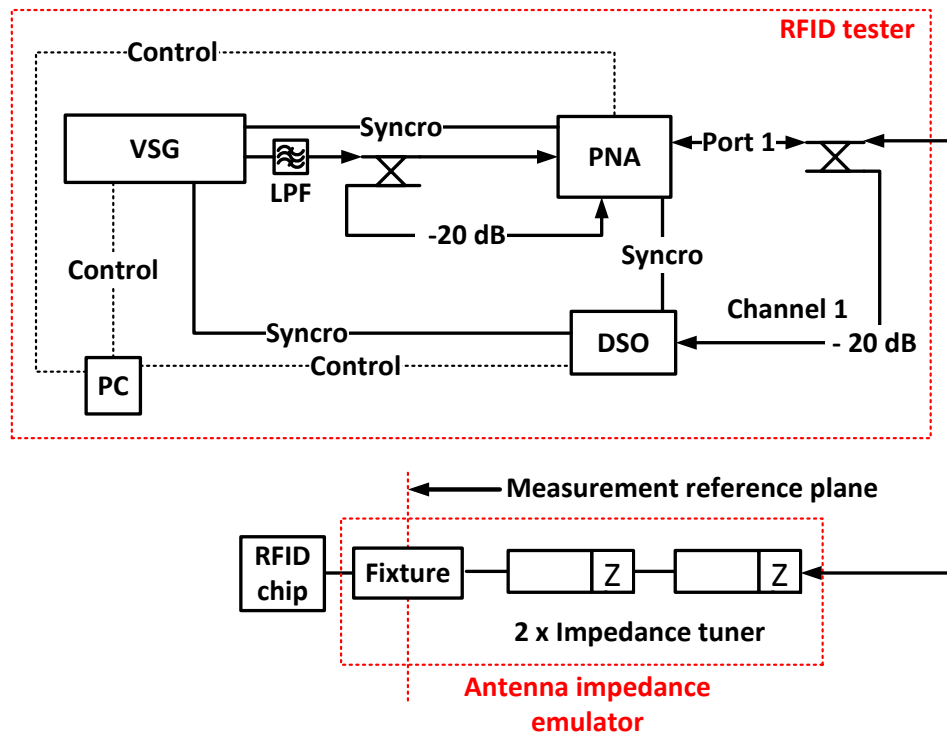 RFID tester
Control
VSG
Syncro
PNA
Port 1
LPF
-20 dB
Control
Syncro
Channel 1
Syncro
DSO
- 20 dB
Control
PC
Measurement reference plane
RFID
chip
Fixture
Z
Z
2 x Impedance tuner
Antenna impedance
emulator